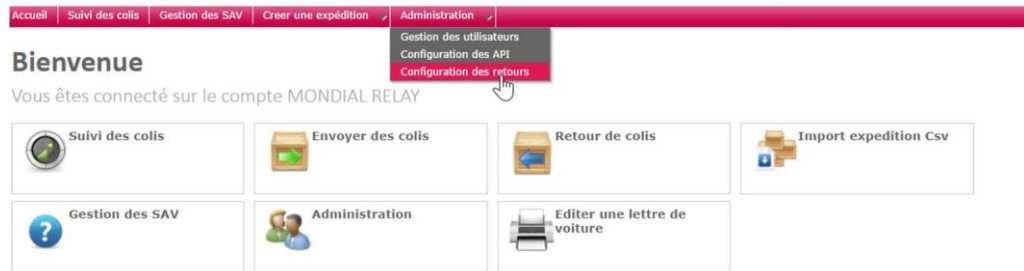 Accueil Suivi des colis Gestion des SAV Creer une expédition Administration
Gestion des utilisateurs
Configuration des API
Configuration des retours
Bienvenue
Vous êtes connecté sur le compte MONDIAL RELAY
Suivi des colis Envoyer des colis Retour de colis Import expedition Csv
Gestion des SAV Administration Editer une lettre de
voiture